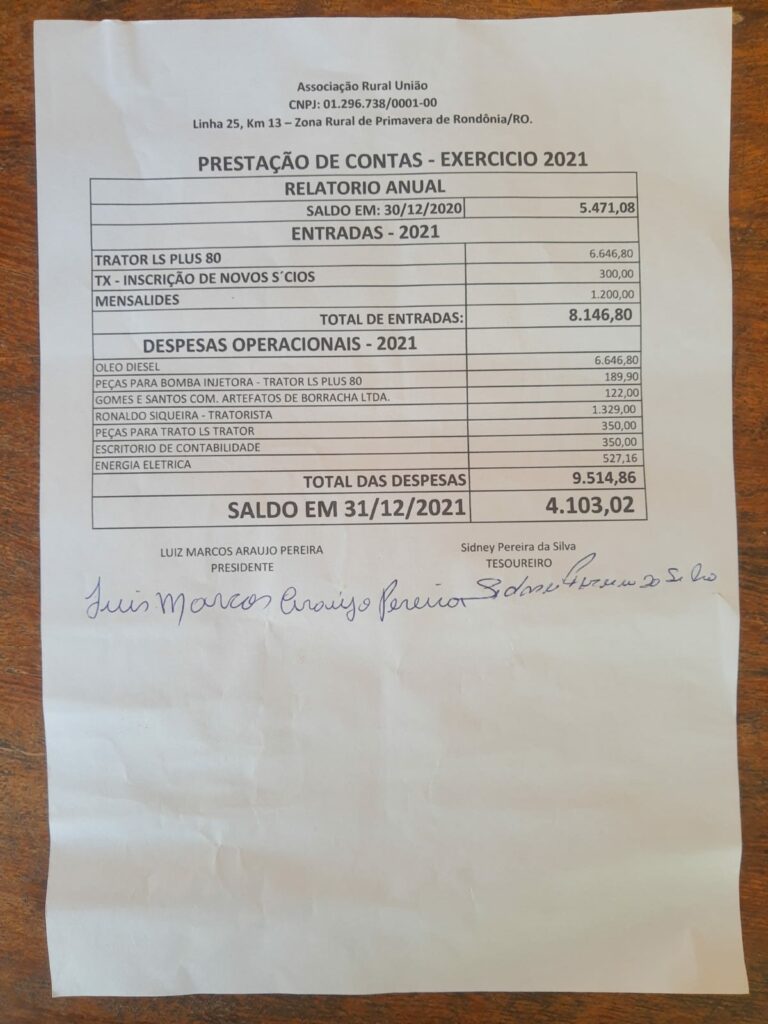 Associação Rural União
CNPJ: 01.296.738/0001-00
Linha 25, Km 13 – Zona Rural de Primavera de Rondônia/RO.
PRESTAÇÃO DE CONTAS - EXERCICIO 2021
RELATORIO ANUAL
SALDO EM: 30/12/2020 5.471,08
ENTRADAS - 2021
TRATOR LS PLUS 80 6.646,80
TX - INSCRIÇÃO DE NOVOS S´CIOS 300,00
MENSALIDES 1.200,00
TOTAL DE ENTRADAS: 8.146,80
DESPESAS OPERACIONAIS - 2021
OLEO DIESEL 6.646,80
PEÇAS PARA BOMBA INJETORA - TRATOR LS PLUS 80 189,90
GOMES E SANTOS COM. ARTEFATOS DE BORRACHA LTDA. 122,00
RONALDO SIQUEIRA - TRATORISTA 1.329,00
PEÇAS PARA TRATO LS TRATOR 350,00
ESCRITORIO DE CONTABILIDADE 350,00
ENERGIA ELETRICA 527,16
TOTAL DAS DESPESAS 9.514,86
SALDO EM 31/12/2021 4.103,02
LUIZ MARCOS ARAUJO PEREIRA Sidney Pereira da Silva
PRESIDENTE TESOUREIRO
Luis Marcos Araujo Pereira